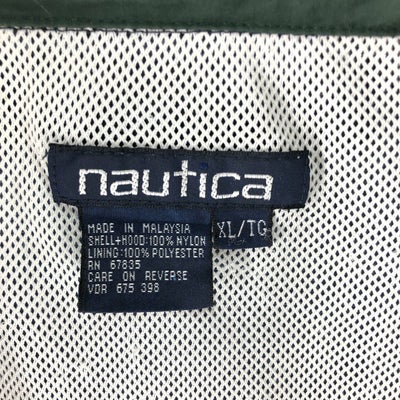 nautica
MADE IN MALAYSIA
SHELL+HOOD:100% NYLON
LINING:100% POLYESTER
RN 67835
CARE ON REVERSE
VDR 675 398
XL/TG